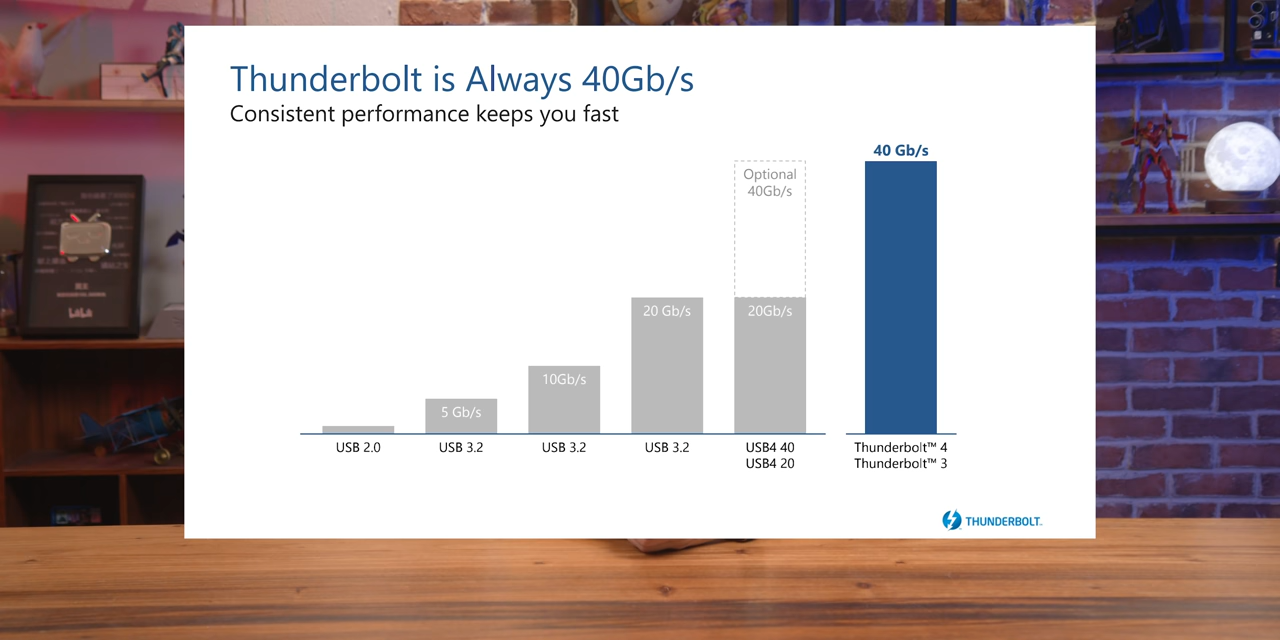 Thunderbolt is Always 40Gb/s
Consistent performance keeps you fast
40 Gb/s
Optional
40Gb/s
20 Gb/s
20Gb/s
10Gb/s
5 Gb/s
USB 2.0
USB 3.2
USB 3.2
USB 3.2
USB4 40
USB4 20
Thunderbolt™ 4
Thunderbolt™ 3
THUNDERBOLT™
LaLa